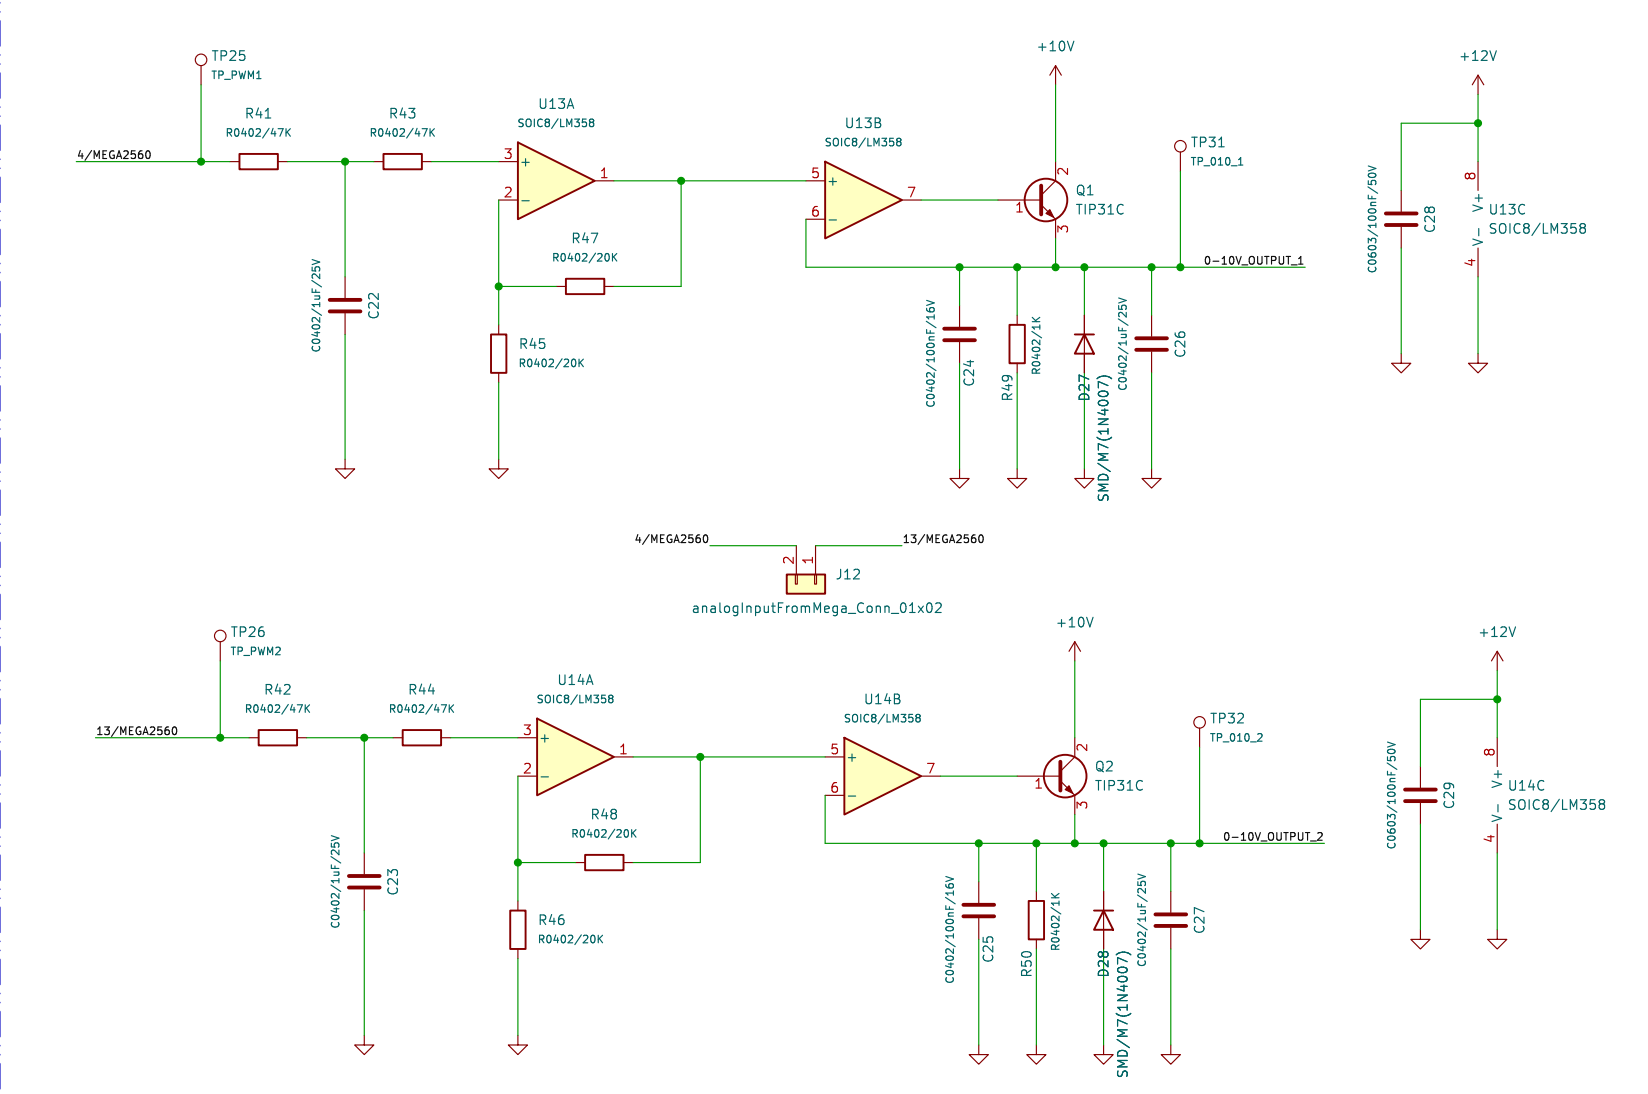 +10V
TP25
TP_PWM1
+12V
R41
R0402/47K
R43
R0402/47K
U13A
SOIC8/LM358
U13B
SOIC8/LM358
TP31
TP_010_1
4/MEGA2560
3
+
2
−
1
5
+
6
−
7
1
2
3
Q1
TIP31C
C0603/100nF/50V
C28
8
V+
V−
4
U13C
SOIC8/LM358
R47
R0402/20K
0-10V_OUTPUT_1
C0402/1uF/25V
C22
R45
R0402/20K
C0402/100nF/16V
C24
R49
R0402/1K
D27
SMD/M7(1N4007)
C0402/1uF/25V
C26
4/MEGA2560
13/MEGA2560
2
1
J12
analogInputFromMega_Conn_01x02
+10V
TP26
TP_PWM2
+12V
R42
R0402/47K
R44
R0402/47K
U14A
SOIC8/LM358
U14B
SOIC8/LM358
TP32
TP_010_2
13/MEGA2560
3
+
2
−
1
5
+
6
−
7
1
2
3
Q2
TIP31C
C0603/100nF/50V
C29
8
V+
V−
4
U14C
SOIC8/LM358
R48
R0402/20K
0-10V_OUTPUT_2
C0402/1uF/25V
C23
R46
R0402/20K
C0402/100nF/16V
C25
R50
R0402/1K
D28
SMD/M7(1N4007)
C0402/1uF/25V
C27